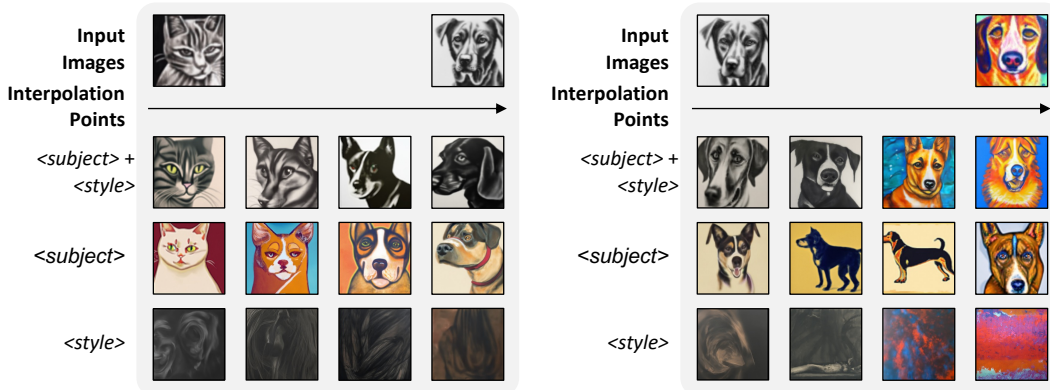 Input
Images
Interpolation
Points
<subject> +
<style>
<subject>
<style>
Input
Images
Interpolation
Points
<subject> +
<style>
<subject>
<style>